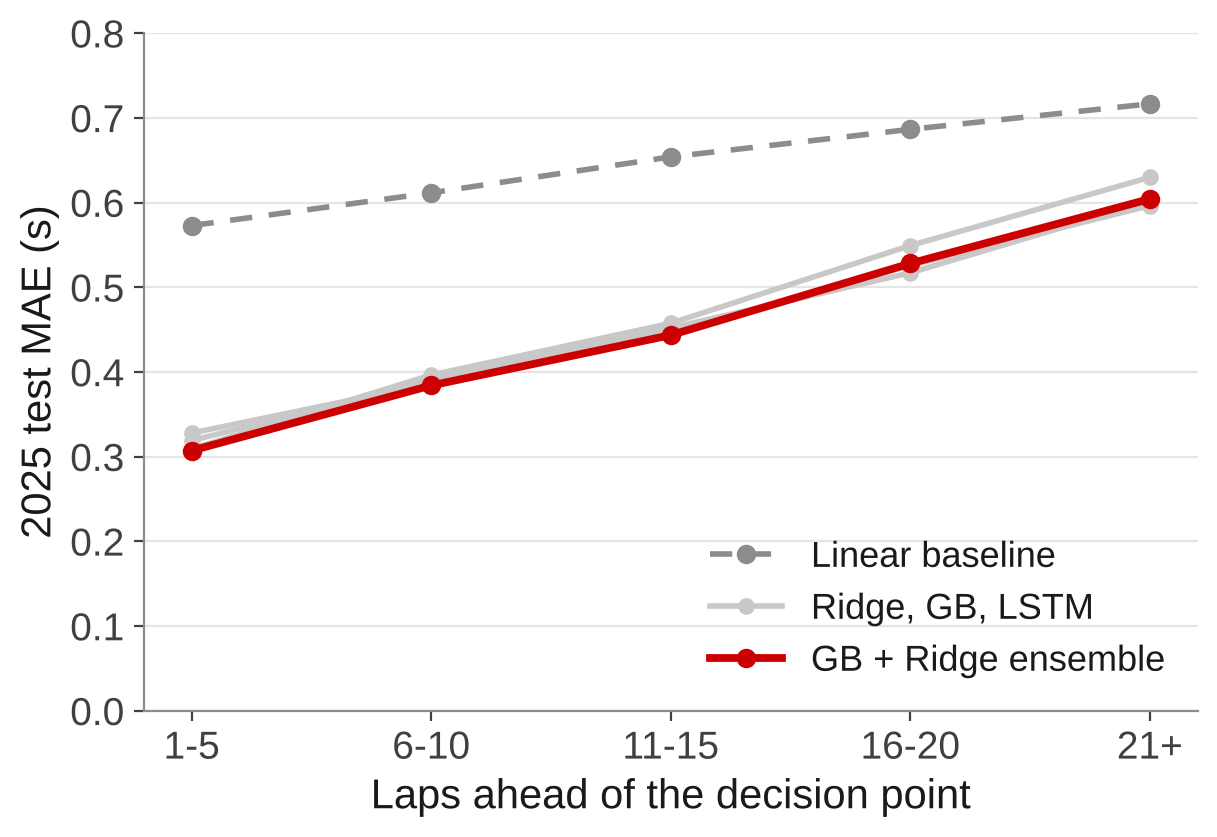 0.8
0.7
0.6
0.5
0.4
0.3
0.2
0.1
0.0
2025 test MAE (s)
Linear baseline
Ridge, GB, LSTM
GB + Ridge ensemble
1-5 6-10 11-15 16-20 21+
Laps ahead of the decision point